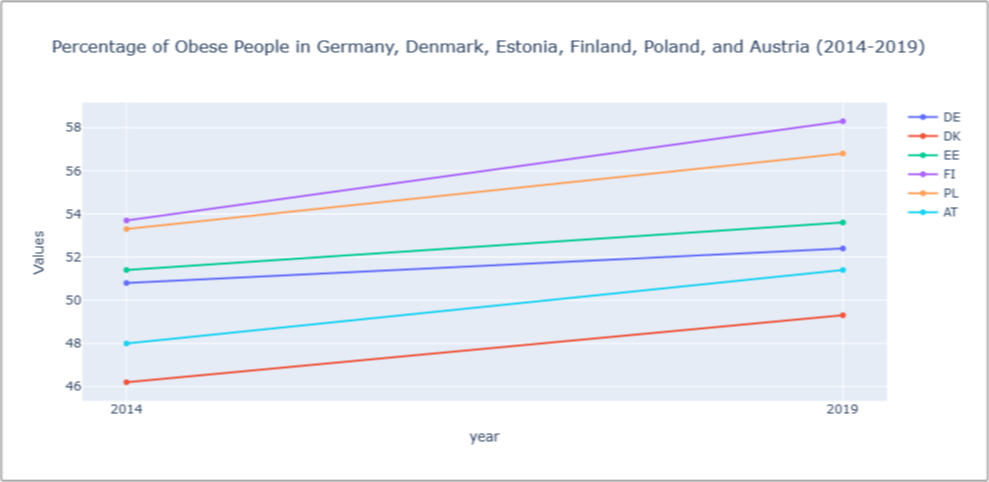 Percentage of Obese People in Germany, Denmark, Estonia, Finland, Poland, and Austria (2014-2019)
58
56
54
52
50
48
46
Values
2014
2019
year
DE
DK
EE
FI
PL
AT